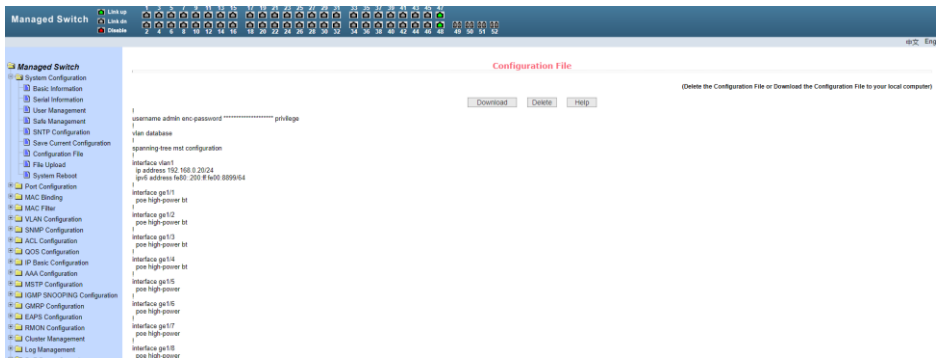 Managed Switch
Link up
Link dn
Disable
1 3 5 7 9 11 13 15 17 19 21 23 25 27 29 31 33 35 37 39 41 43 45 47
2 4 6 8 10 12 14 16 18 20 22 24 26 28 30 32 34 36 38 40 42 44 46 48 49 50 51 52
中文 Eng
Managed Switch
System Configuration
Basic Information
Serial Information
User Management
Safe Management
SNTP Configuration
Save Current Configuration
Configuration File
File Upload
System Reboot
Port Configuration
MAC Binding
MAC Filter
VLAN Configuration
SNMP Configuration
ACL Configuration
QOS Configuration
IP Basic Configuration
AAA Configuration
MSTP Configuration
IGMP SNOOPING Configuration
GMRP Configuration
EAPS Configuration
RMON Configuration
Cluster Management
Log Management
Configuration File
(Delete the Configuration File or Download the Configuration File to your local computer)
Download Delete Help
!
username admin enc-password ******************** privilege
!
vlan database
!
spanning-tree mst configuration
!
interface vlan1
ip address 192.168.0.20/24
ipv6 address fe80::200:ff:fe00:8899/64
!
interface ge1/1
poe high-power bt
!
interface ge1/2
poe high-power bt
!
interface ge1/3
poe high-power bt
!
interface ge1/4
poe high-power bt
!
interface ge1/5
poe high-power
!
interface ge1/6
poe high-power
!
interface ge1/7
poe high-power
!
interface ge1/8
poe high-power